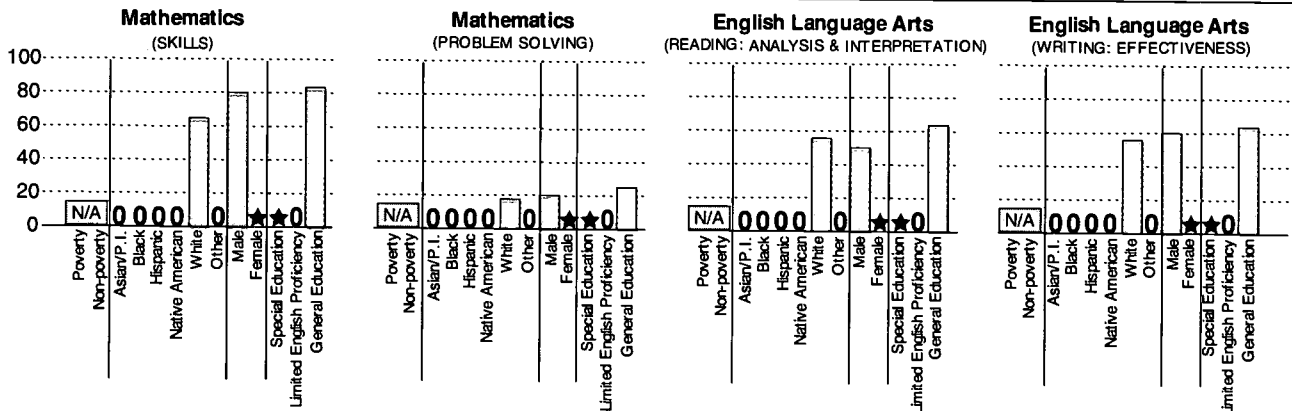 Mathematics
(SKILLS)
100
80
60
40
20
0
N/A
0 0 0 0
0
★ ★ 0
Poverty
Non-poverty
Asian/P.I.
Black
Hispanic
Native American
White
Other
Male
Female
Special Education
Limited English Proficiency
General Education
Mathematics
(PROBLEM SOLVING)
N/A
0 0 0 0
0
★ ★ 0
Poverty
Non-poverty
Asian/P.I.
Black
Hispanic
Native American
White
Other
Male
Female
Special Education
Limited English Proficiency
General Education
English Language Arts
(READING: ANALYSIS & INTERPRETATION)
N/A
0 0 0 0
0
★ ★ 0
Poverty
Non-poverty
Asian/P.I.
Black
Hispanic
Native American
White
Other
Male
Female
Special Education
Limited English Proficiency
General Education
English Language Arts
(WRITING: EFFECTIVENESS)
N/A
0 0 0 0
0
★ ★ 0
Poverty
Non-poverty
Asian/P.I.
Black
Hispanic
Native American
White
Other
Male
Female
Special Education
Limited English Proficiency
General Education